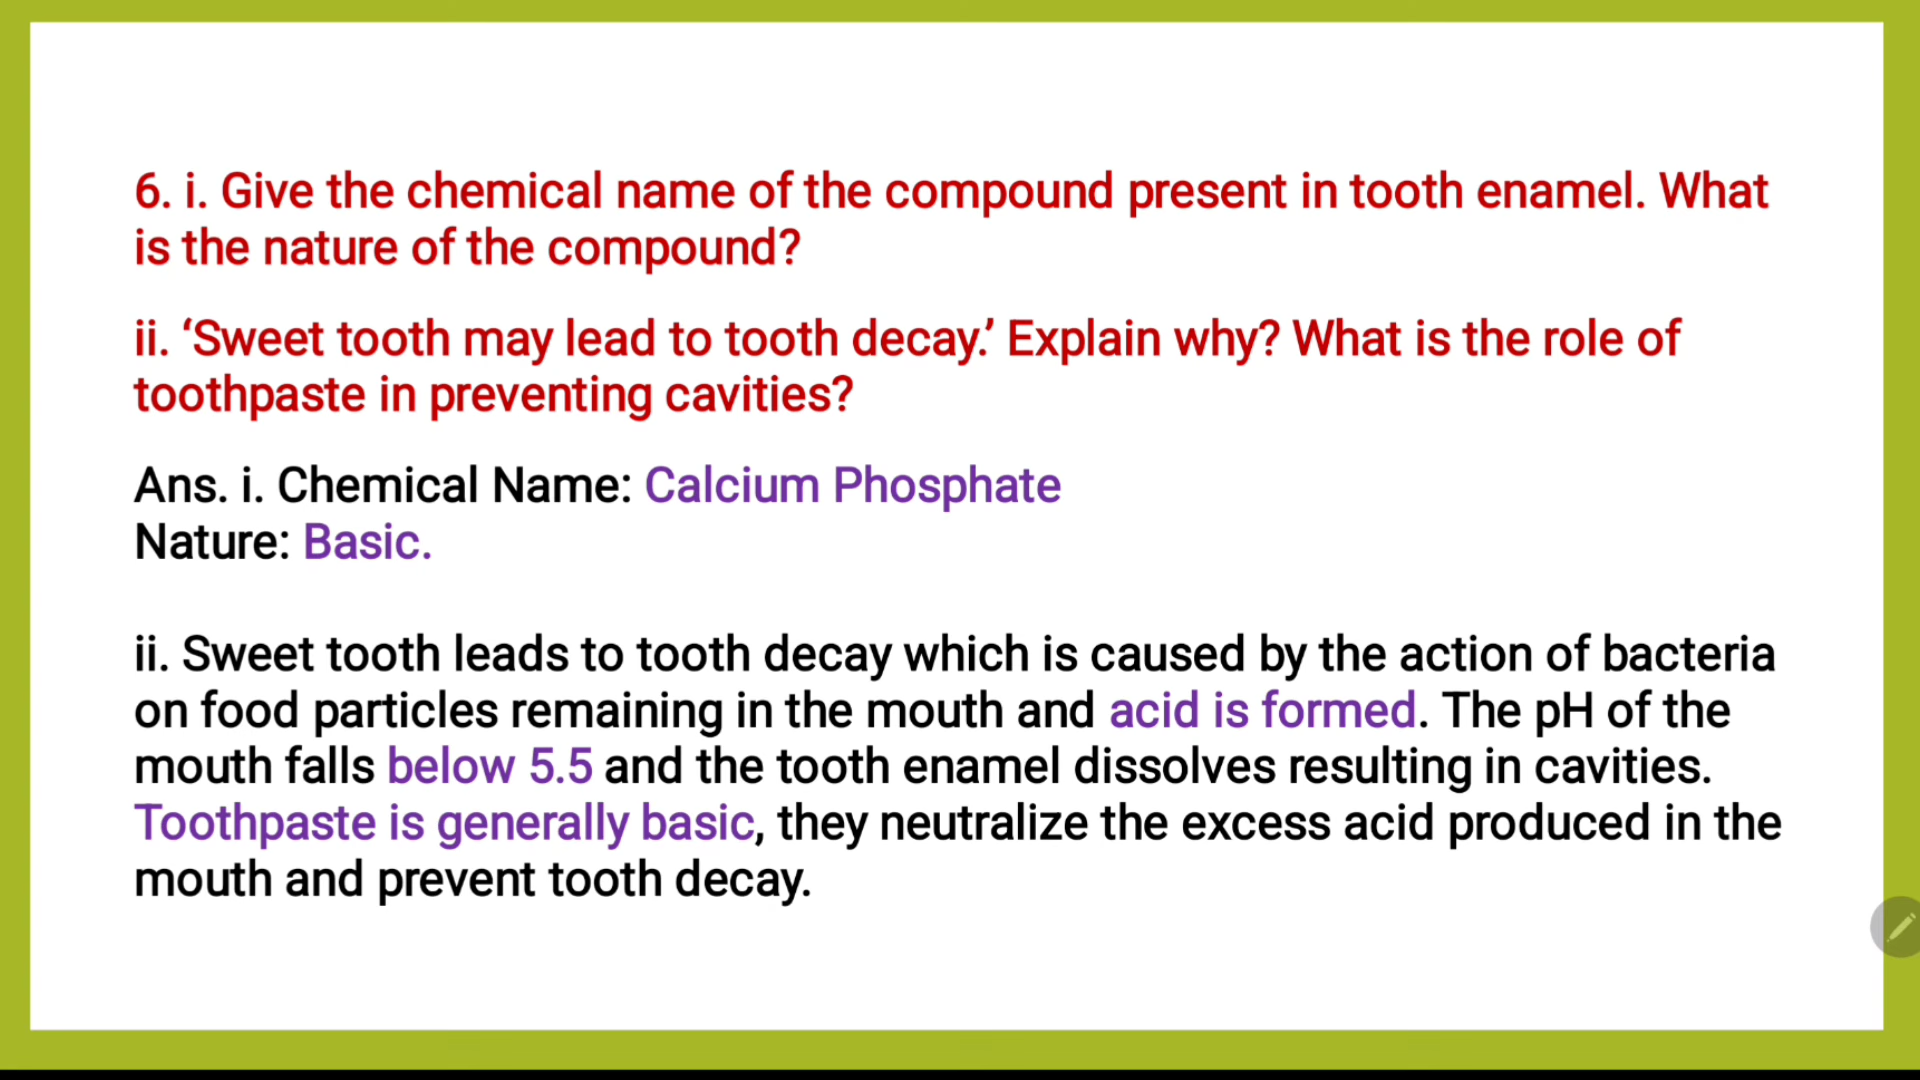 6. i. Give the chemical name of the compound present in tooth enamel. What
is the nature of the compound?
ii. ‘Sweet tooth may lead to tooth decay.’ Explain why? What is the role of
toothpaste in preventing cavities?
Ans. i. Chemical Name: Calcium Phosphate
Nature: Basic.
ii. Sweet tooth leads to tooth decay which is caused by the action of bacteria
on food particles remaining in the mouth and acid is formed. The pH of the
mouth falls below 5.5 and the tooth enamel dissolves resulting in cavities.
Toothpaste is generally basic, they neutralize the excess acid produced in the
mouth and prevent tooth decay.